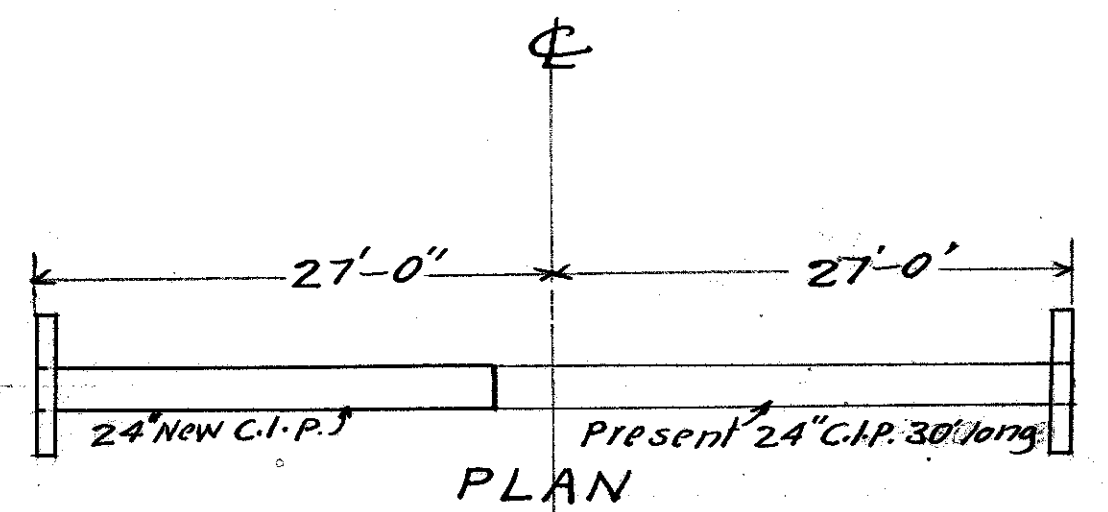 ℄
27'-0" 27'-0'
24" New C.I.P. Present 24" C.I.P. 30' long
PLAN